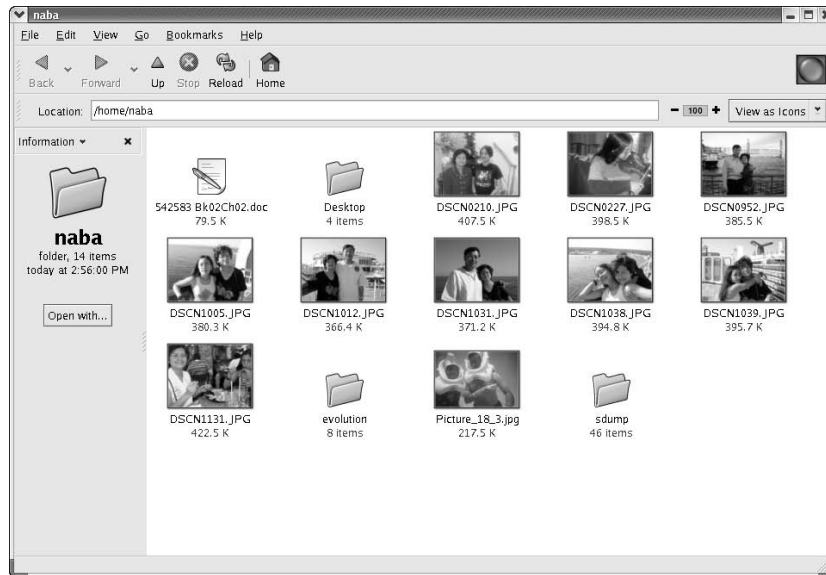 naba
File Edit View Go Bookmarks Help
Back Forward Up Stop Reload Home
Location: /home/naba 100 View as Icons
Information
naba
folder, 14 items
today at 2:56:00 PM
Open with...
542583 Bk02Ch02.doc Desktop DSCN0210.JPG DSCN0227.JPG DSCN0952.JPG
79.5 K 4 items 407.5 K 398.5 K 385.5 K
DSCN1005.JPG DSCN1012.JPG DSCN1031.JPG DSCN1038.JPG DSCN1039.JPG
380.3 K 366.4 K 371.2 K 394.8 K 395.7 K
DSCN1131.JPG evolution Picture_18_3.jpg sdump
422.5 K 8 items 217.5 K 46 items